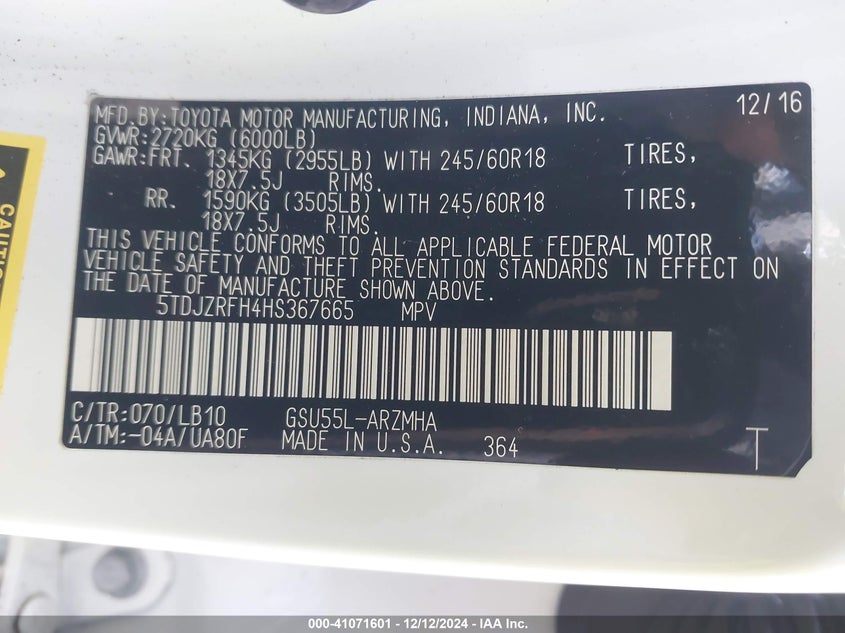 MFD.BY:TOYOTA MOTOR MANUFACTURING, INDIANA, INC. 12/16
GVWR:2720KG (6000LB)
GAWR:FRT. 1345KG (2955LB) WITH 245/60R18 TIRES,
18X7.5J RIMS.
RR. 1590KG (3505LB) WITH 245/60R18 TIRES,
18X7.5J RIMS.
THIS VEHICLE CONFORMS TO ALL APPLICABLE FEDERAL MOTOR
VEHICLE SAFETY AND THEFT PREVENTION STANDARDS IN EFFECT ON
THE DATE OF MANUFACTURE SHOWN ABOVE.
5TDJZRFH4HS367665 MPV
C/TR:070/LB10 GSU55L-ARZMHA
A/TM:-04A/UA80F MADE IN U.S.A. 364 T
CAUTION
000-41071601 - 12/12/2024 - IAA Inc.